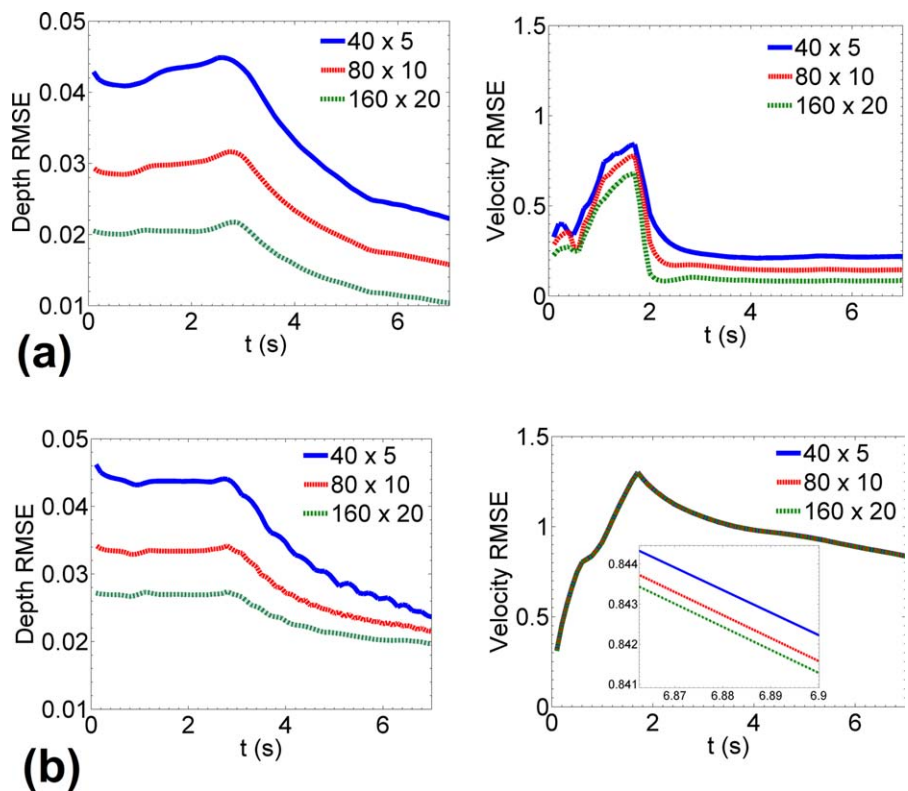 0.05
0.04
0.03
0.02
0.01
Depth RMSE
0 2 4 6
t (s)
40 x 5
80 x 10
160 x 20
1.5
1
0.5
0
Velocity RMSE
0 2 4 6
t (s)
40 x 5
80 x 10
160 x 20
(a)
0.05
0.04
0.03
0.02
0.01
Depth RMSE
0 2 4 6
t (s)
40 x 5
80 x 10
160 x 20
1.5
1
0.5
0
Velocity RMSE
0 2 4 6
t (s)
40 x 5
80 x 10
160 x 20
0.844
0.843
0.842
0.841
6.87 6.88 6.89 6.9
(b)